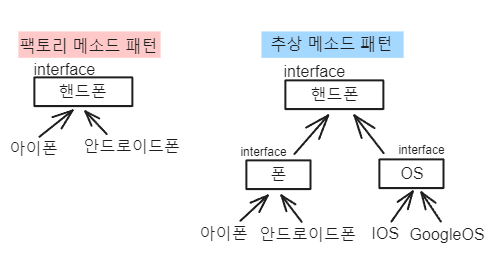 팩토리 메소드 패턴
interface
핸드폰
아이폰
안드로이드폰
추상 메소드 패턴
interface
핸드폰
interface
폰
interface
OS
아이폰
안드로이드폰
IOS
GoogleOS